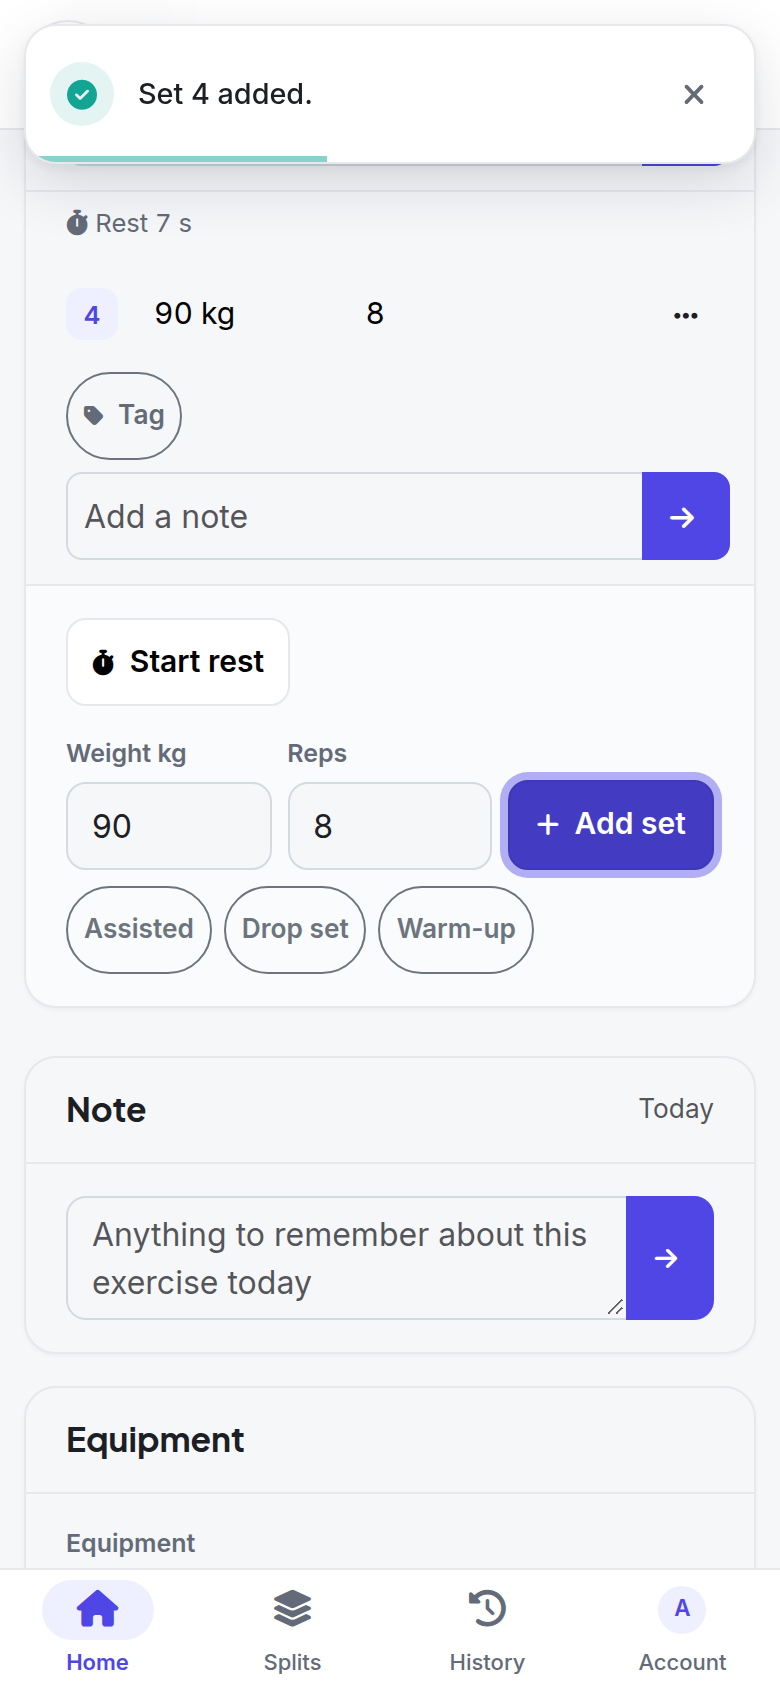 Set 4 added.
Rest 7 s
4 90 kg 8
Tag
Add a note
Start rest
Weight kg Reps
90 8 + Add set
Assisted Drop set Warm-up
Note Today
Anything to remember about this
exercise today
Equipment
Equipment
A
Home Splits History Account